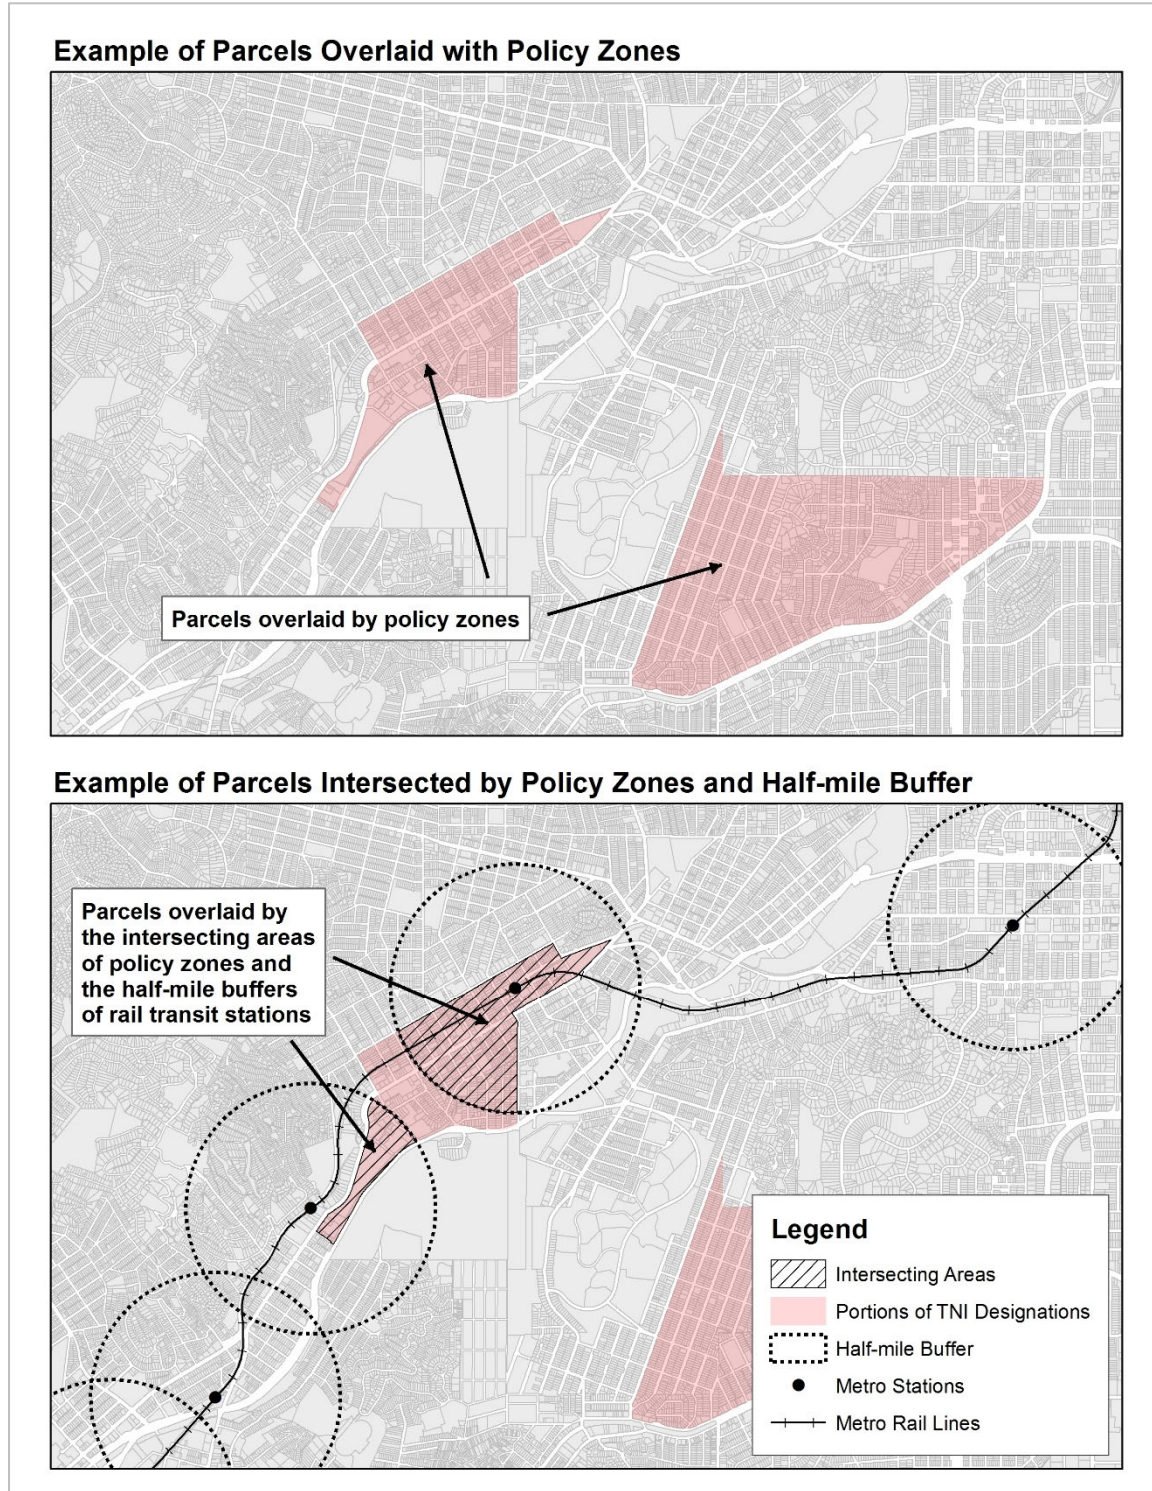 Example of Parcels Overlaid with Policy Zones
Parcels overlaid by policy zones
Example of Parcels Intersected by Policy Zones and Half-mile Buffer
Parcels overlaid by
the intersecting areas
of policy zones and
the half-mile buffers
of rail transit stations
Legend
Intersecting Areas
Portions of TNI Designations
Half-mile Buffer
Metro Stations
Metro Rail Lines